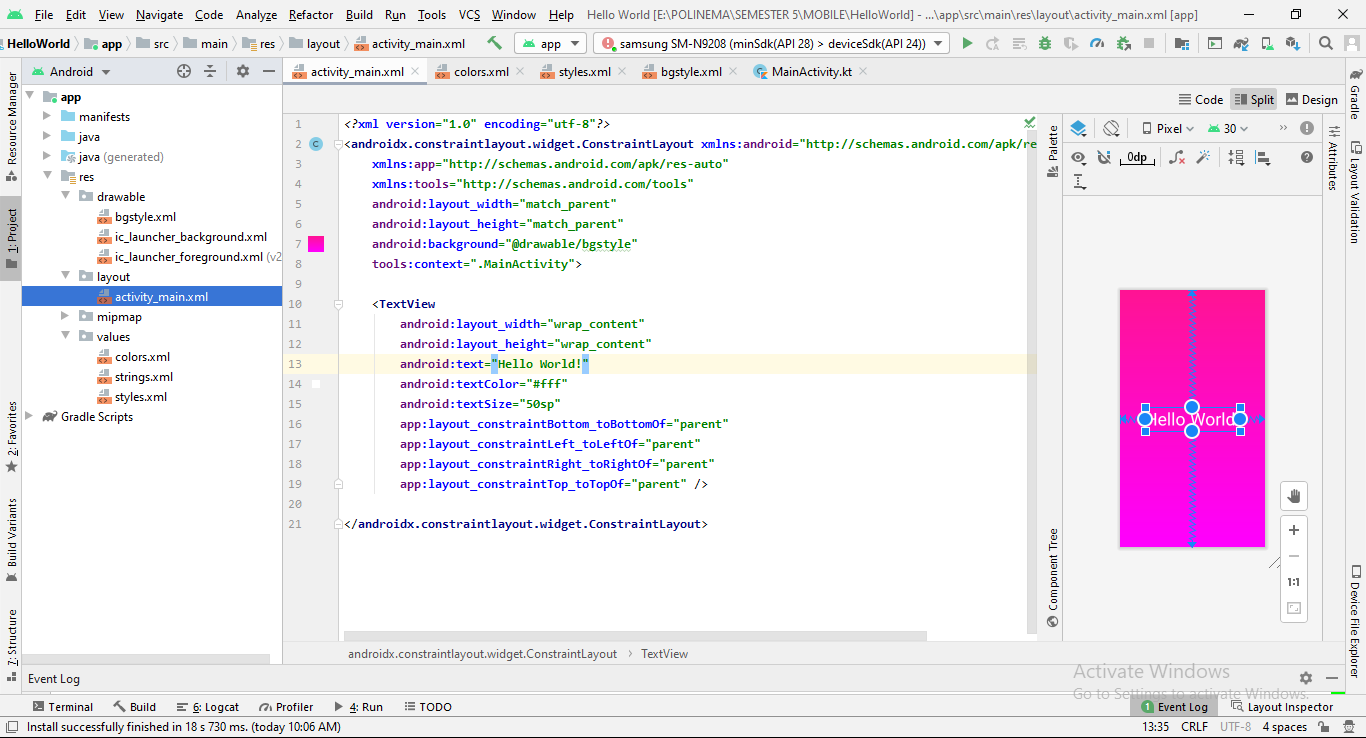 File Edit View Navigate Code Analyze Refactor Build Run Tools VCS Window Help Hello World [E:\POLINEMA\SEMESTER 5\MOBILE\HelloWorld] - ...\app\src\main\res\layout\activity_main.xml [app]
HelloWorld app src main res layout activity_main.xml app samsung SM-N9208 (minSdk(API 28) > deviceSdk(API 24))
Android activity_main.xml colors.xml styles.xml bgstyle.xml MainActivity.kt
Code Split Design
Resource Manager
1: Project
2: Favorites
Build Variants
Z: Structure
app
manifests
java
java (generated)
res
drawable
bgstyle.xml
ic_launcher_background.xml
ic_launcher_foreground.xml (v2
layout
activity_main.xml
mipmap
values
colors.xml
strings.xml
styles.xml
Gradle Scripts
1 <?xml version="1.0" encoding="utf-8"?>
2 C <androidx.constraintlayout.widget.ConstraintLayout xmlns:android="http://schemas.android.com/apk/re
3 xmlns:app="http://schemas.android.com/apk/res-auto"
4 xmlns:tools="http://schemas.android.com/tools"
5 android:layout_width="match_parent"
6 android:layout_height="match_parent"
7 android:background="@drawable/bgstyle"
8 tools:context=".MainActivity">
9
10 <TextView
11 android:layout_width="wrap_content"
12 android:layout_height="wrap_content"
13 android:text="Hello World!"
14 android:textColor="#fff"
15 android:textSize="50sp"
16 app:layout_constraintBottom_toBottomOf="parent"
17 app:layout_constraintLeft_toLeftOf="parent"
18 app:layout_constraintRight_toRightOf="parent"
19 app:layout_constraintTop_toTopOf="parent" />
20
21 </androidx.constraintlayout.widget.ConstraintLayout>
androidx.constraintlayout.widget.ConstraintLayout > TextView
Palette
Component Tree
Pixel 30 »
0dp
Hello World
1:1
Attributes
Gradle
Layout Validation
Device File Explorer
Activate Windows
Go to Settings to activate Windows.
Event Log
Terminal Build 6: Logcat Profiler 4: Run TODO 1 Event Log Layout Inspector
Install successfully finished in 18 s 730 ms. (today 10:06 AM) 13:35 CRLF UTF-8 4 spaces